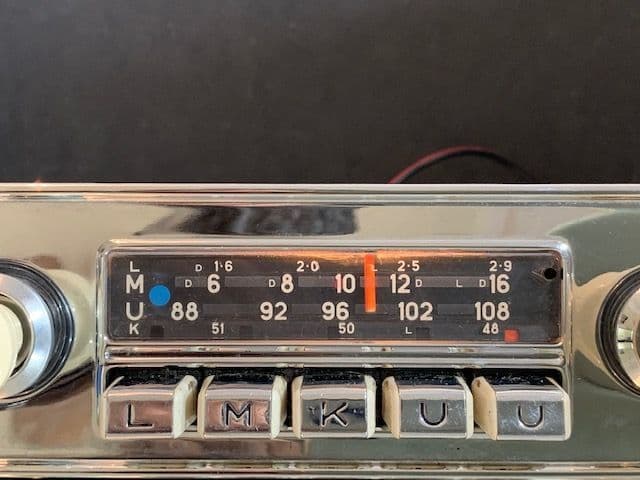 L D 1·6 2·0 L 2·5 2·9
M D 6 D 8 10 12 D L D 16
U 88 92 96 102 108
K 51 50 L 48
L M K U U